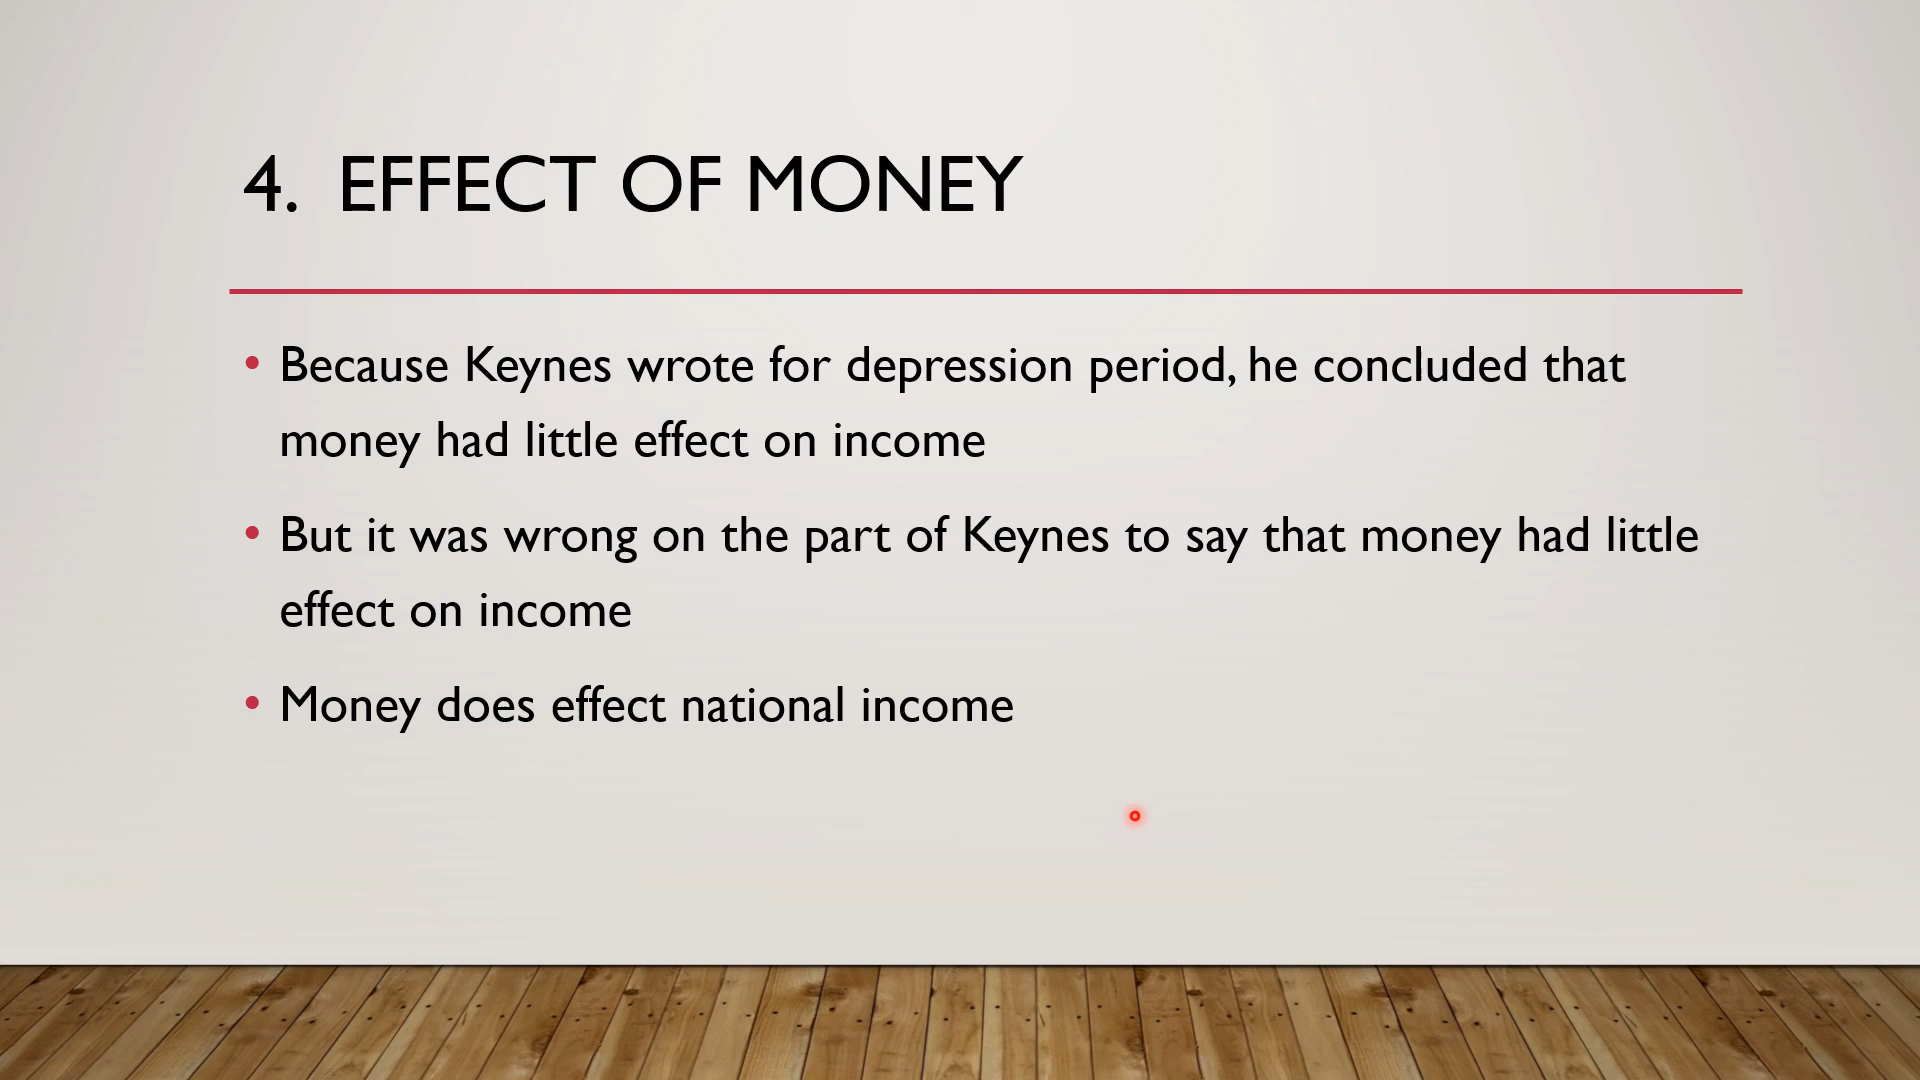 4. EFFECT OF MONEY
• Because Keynes wrote for depression period, he concluded that
money had little effect on income
• But it was wrong on the part of Keynes to say that money had little
effect on income
• Money does effect national income